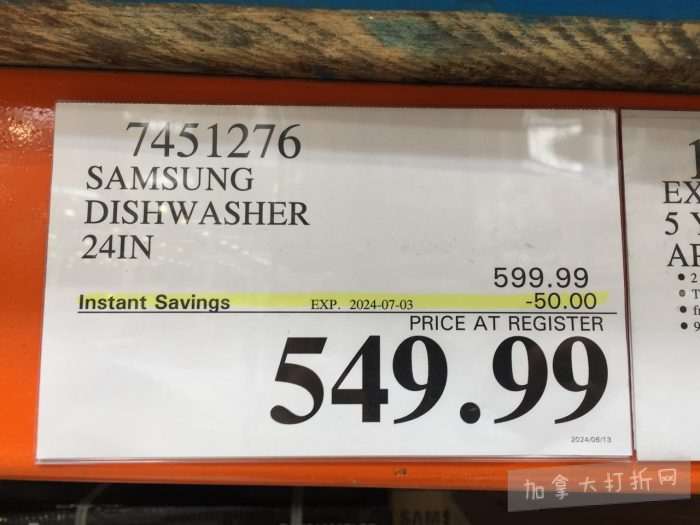 7451276
SAMSUNG
DISHWASHER
24IN
599.99
Instant Savings EXP. 2024-07-03 -50.00
PRICE AT REGISTER
549.99
2024/06/13
EX
5
加拿大打折网